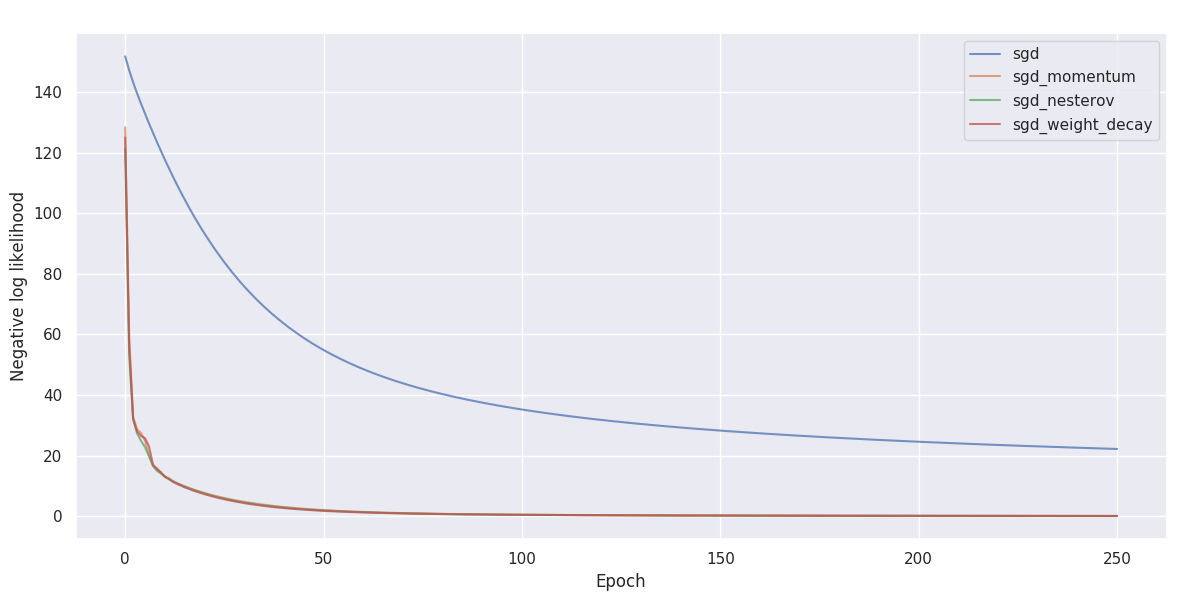 sgd
sgd_momentum
sgd_nesterov
sgd_weight_decay
Negative log likelihood
140
120
100
80
60
40
20
0
0 50 100 150 200 250
Epoch